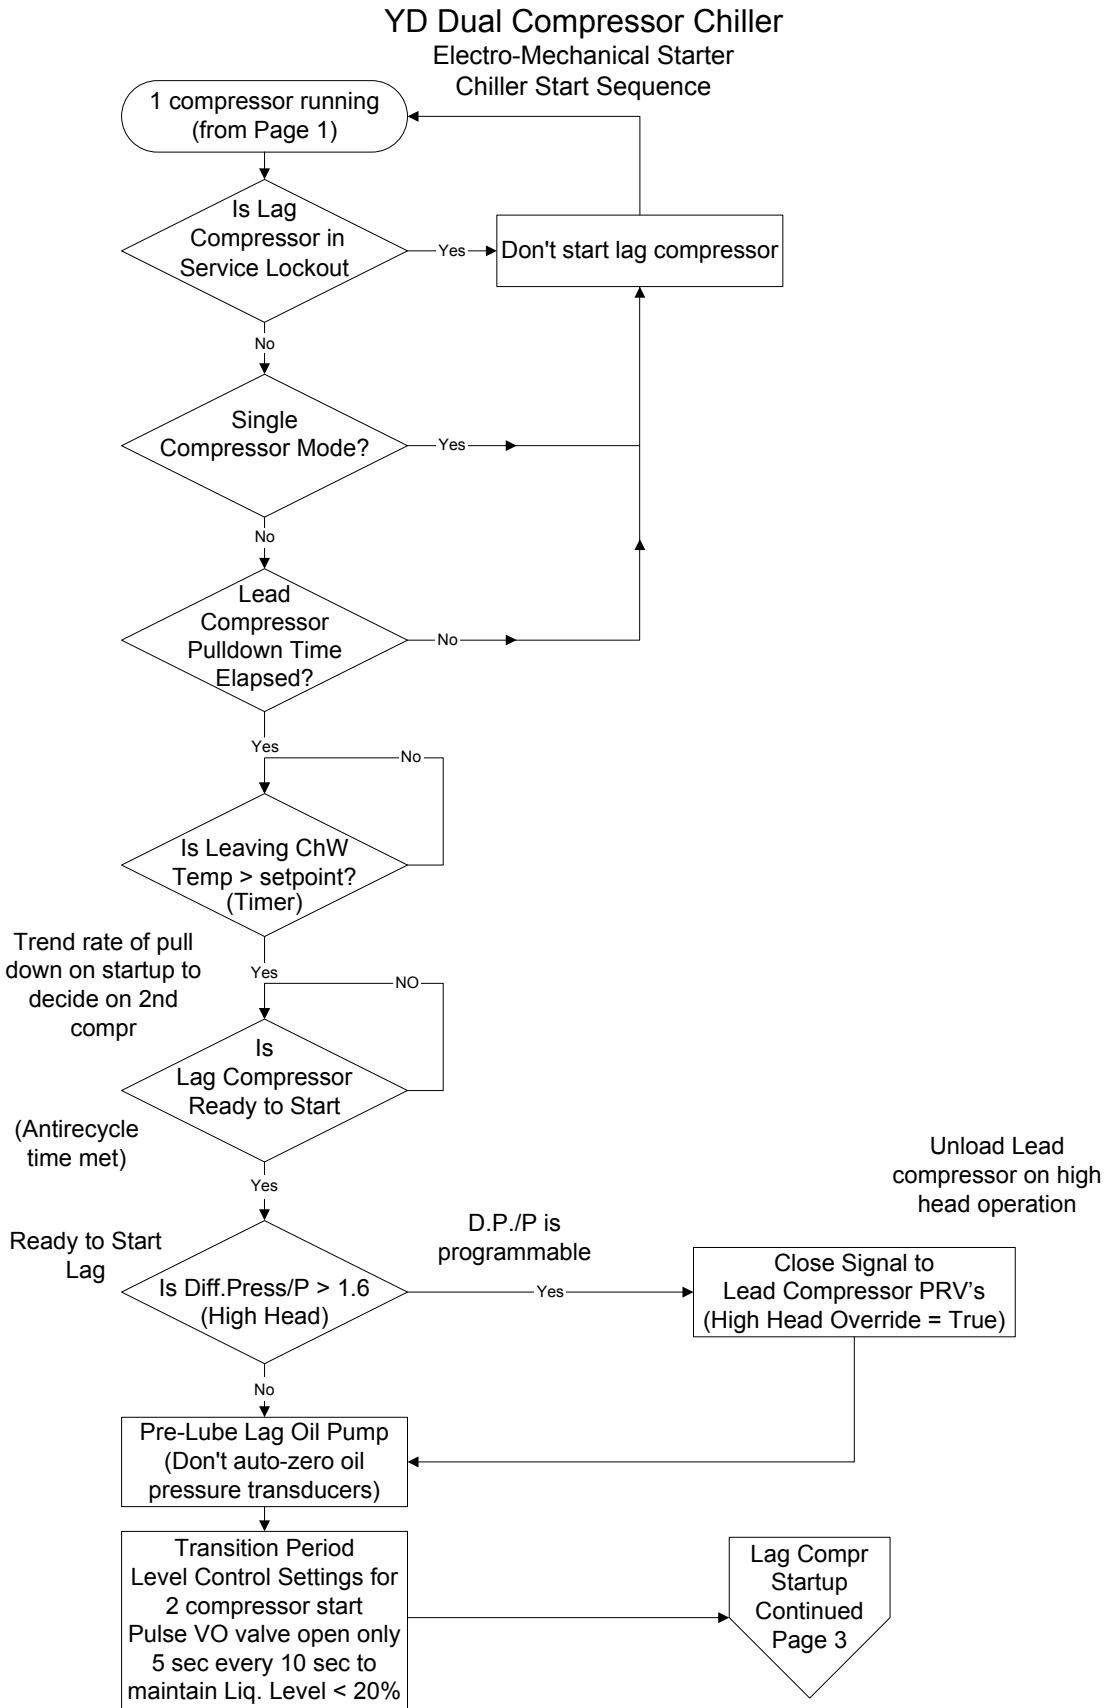 YD Dual Compressor Chiller
Electro-Mechanical Starter
Chiller Start Sequence
1 compressor running
(from Page 1)
Is Lag
Compressor in
Service Lockout
Yes
Don't start lag compressor
No
Single
Compressor Mode?
Yes
No
Lead
Compressor
Pulldown Time
Elapsed?
No
Yes
No
Is Leaving ChW
Temp > setpoint?
(Timer)
Trend rate of pull
down on startup to
decide on 2nd
compr
Yes
NO
Is
Lag Compressor
Ready to Start
(Antirecycle
time met)
Yes
Unload Lead
compressor on high
head operation
Ready to Start
Lag
D.P./P is
programmable
Is Diff.Press/P > 1.6
(High Head)
Yes
Close Signal to
Lead Compressor PRV's
(High Head Override = True)
No
Pre-Lube Lag Oil Pump
(Don't auto-zero oil
pressure transducers)
Transition Period
Level Control Settings for
2 compressor start
Pulse VO valve open only
5 sec every 10 sec to
maintain Liq. Level < 20%
Lag Compr
Startup
Continued
Page 3